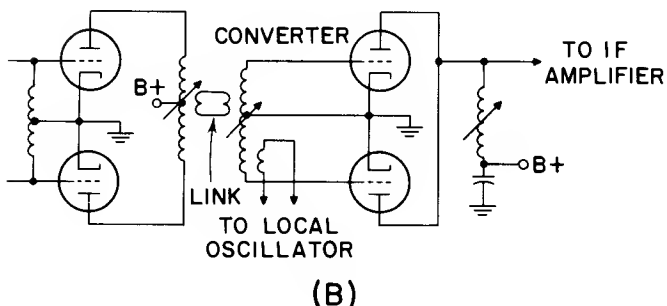 CONVERTER
B+
TO IF
AMPLIFIER
B+
LINK
TO LOCAL
OSCILLATOR
(B)